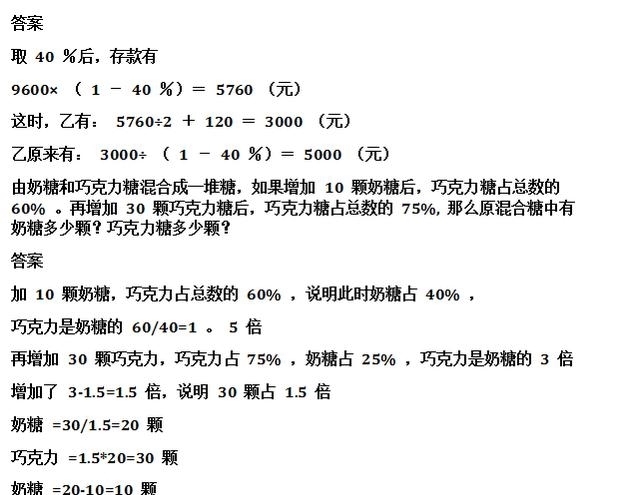 答案
取 40 %后，存款有
9600× （ 1 － 40 %）＝ 5760 （元）
这时，乙有： 5760÷2 ＋ 120 ＝ 3000 （元）
乙原来有： 3000÷ （ 1 － 40 %）＝ 5000 （元）
由奶糖和巧克力糖混合成一堆糖，如果增加 10 颗奶糖后，巧克力糖占总数的
60% 。再增加 30 颗巧克力糖后，巧克力糖占总数的 75%, 那么原混合糖中有
奶糖多少颗？巧克力糖多少颗？
答案
加 10 颗奶糖，巧克力占总数的 60% ，说明此时奶糖占 40% ，
巧克力是奶糖的 60/40=1 。 5 倍
再增加 30 颗巧克力，巧克力占 75% ，奶糖占 25% ，巧克力是奶糖的 3 倍
增加了 3-1.5=1.5 倍，说明 30 颗占 1.5 倍
奶糖 =30/1.5=20 颗
巧克力 =1.5*20=30 颗
奶糖 =20-10=10 颗